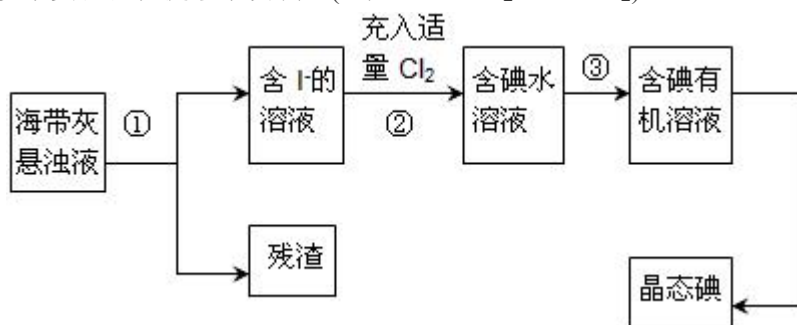 充入适
量 Cl₂
含 I⁻的
溶液
②
含碘水
溶液
③
含碘有
机溶液
海带灰
悬浊液
①
残渣
晶态碘